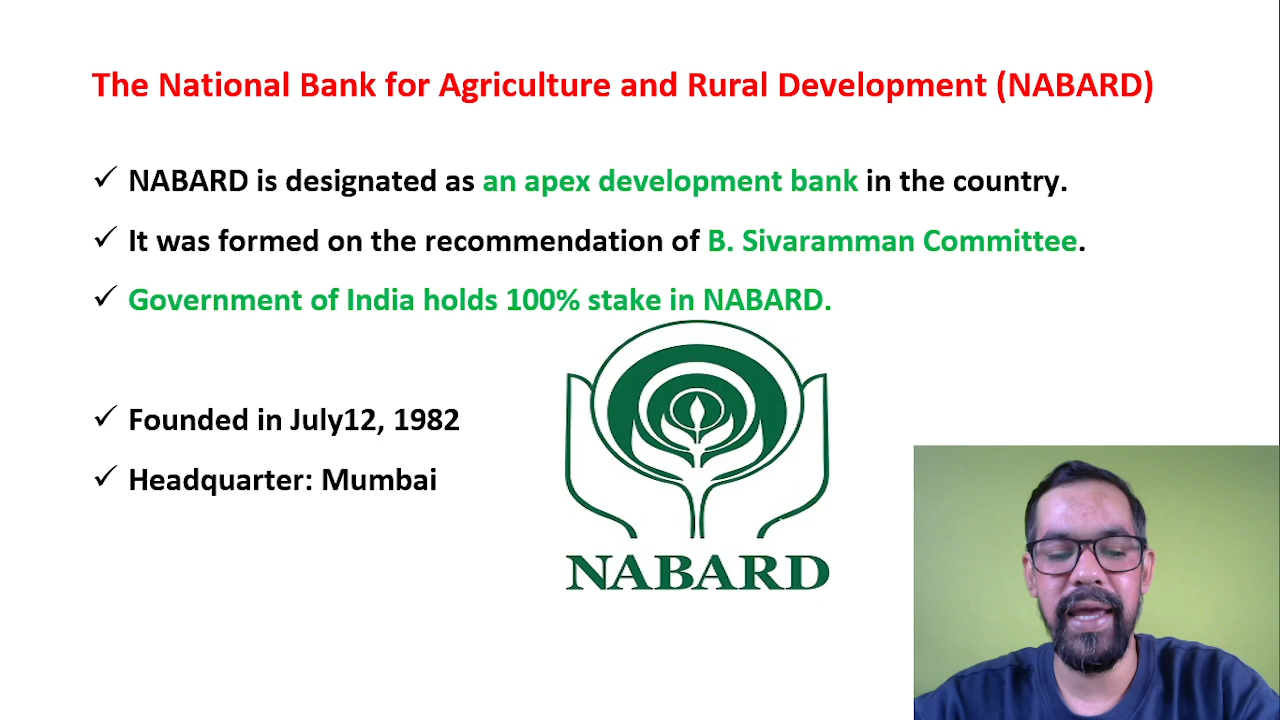 The National Bank for Agriculture and Rural Development (NABARD)
✓ NABARD is designated as an apex development bank in the country.
✓ It was formed on the recommendation of B. Sivaramman Committee.
✓ Government of India holds 100% stake in NABARD.
✓ Founded in July12, 1982
✓ Headquarter: Mumbai
NABARD